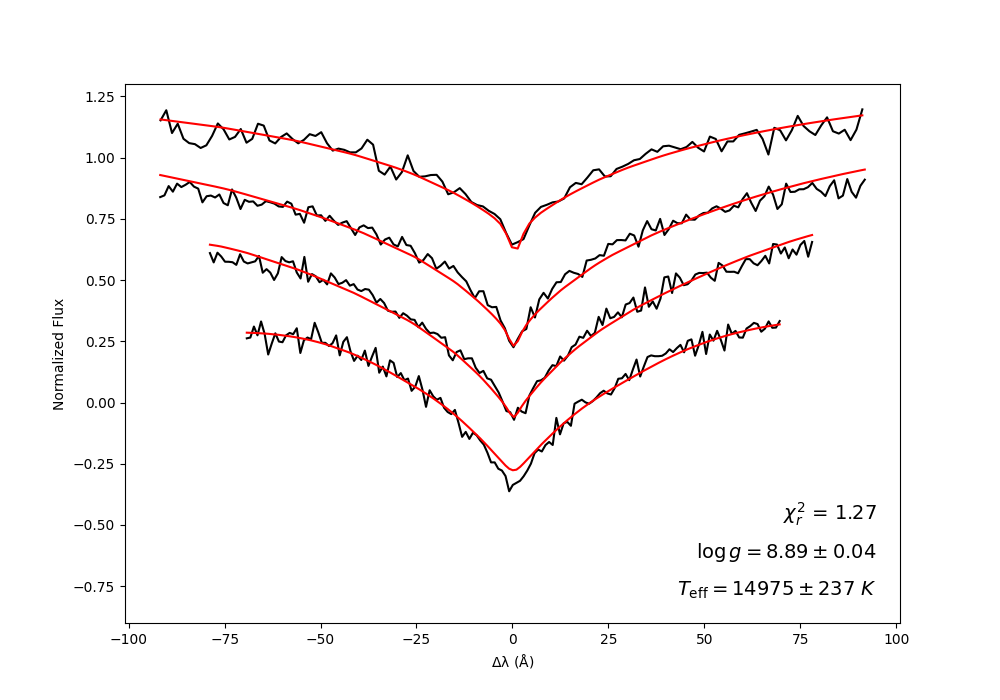 1.25
1.00
0.75
0.50
0.25
0.00
−0.25
−0.50
−0.75
Normalized Flux
χ²ᵣ = 1.27
log g = 8.89 ± 0.04
T_eff = 14975 ± 237 K
−100 −75 −50 −25 0 25 50 75 100
Δλ (Å)